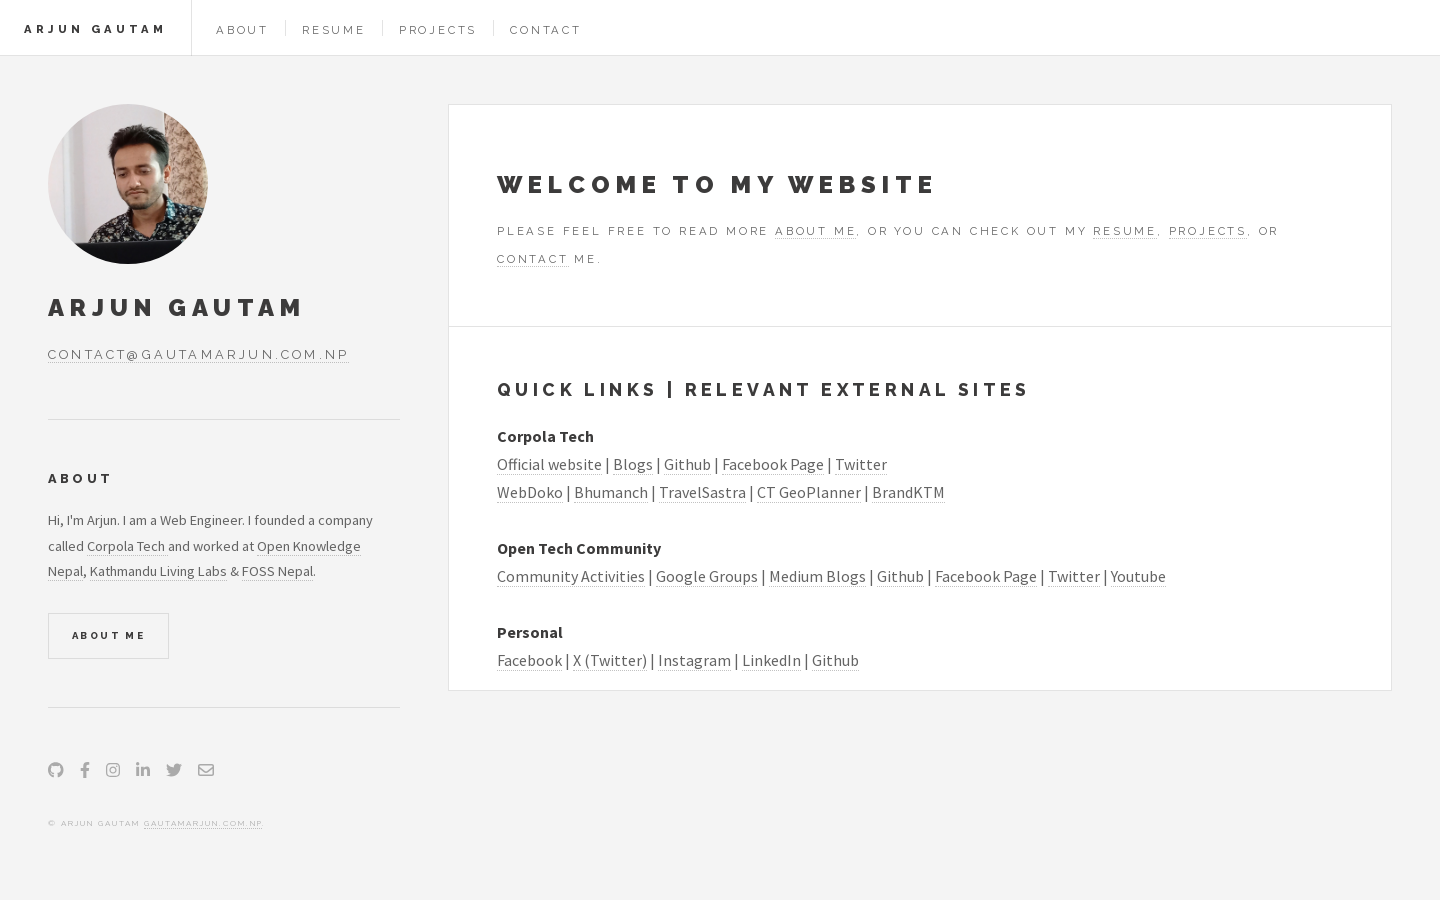 ARJUN GAUTAM
ABOUT
RESUME
PROJECTS
CONTACT
ARJUN GAUTAM
CONTACT@GAUTAMARJUN.COM.NP
ABOUT
Hi, I'm Arjun. I am a Web Engineer. I founded a company
called Corpola Tech and worked at Open Knowledge
Nepal, Kathmandu Living Labs & FOSS Nepal.
ABOUT ME
© ARJUN GAUTAM GAUTAMARJUN.COM.NP.
WELCOME TO MY WEBSITE
PLEASE FEEL FREE TO READ MORE ABOUT ME, OR YOU CAN CHECK OUT MY RESUME, PROJECTS, OR
CONTACT ME.
QUICK LINKS | RELEVANT EXTERNAL SITES
Corpola Tech
Official website | Blogs | Github | Facebook Page | Twitter
WebDoko | Bhumanch | TravelSastra | CT GeoPlanner | BrandKTM
Open Tech Community
Community Activities | Google Groups | Medium Blogs | Github | Facebook Page | Twitter | Youtube
Personal
Facebook | X (Twitter) | Instagram | LinkedIn | Github